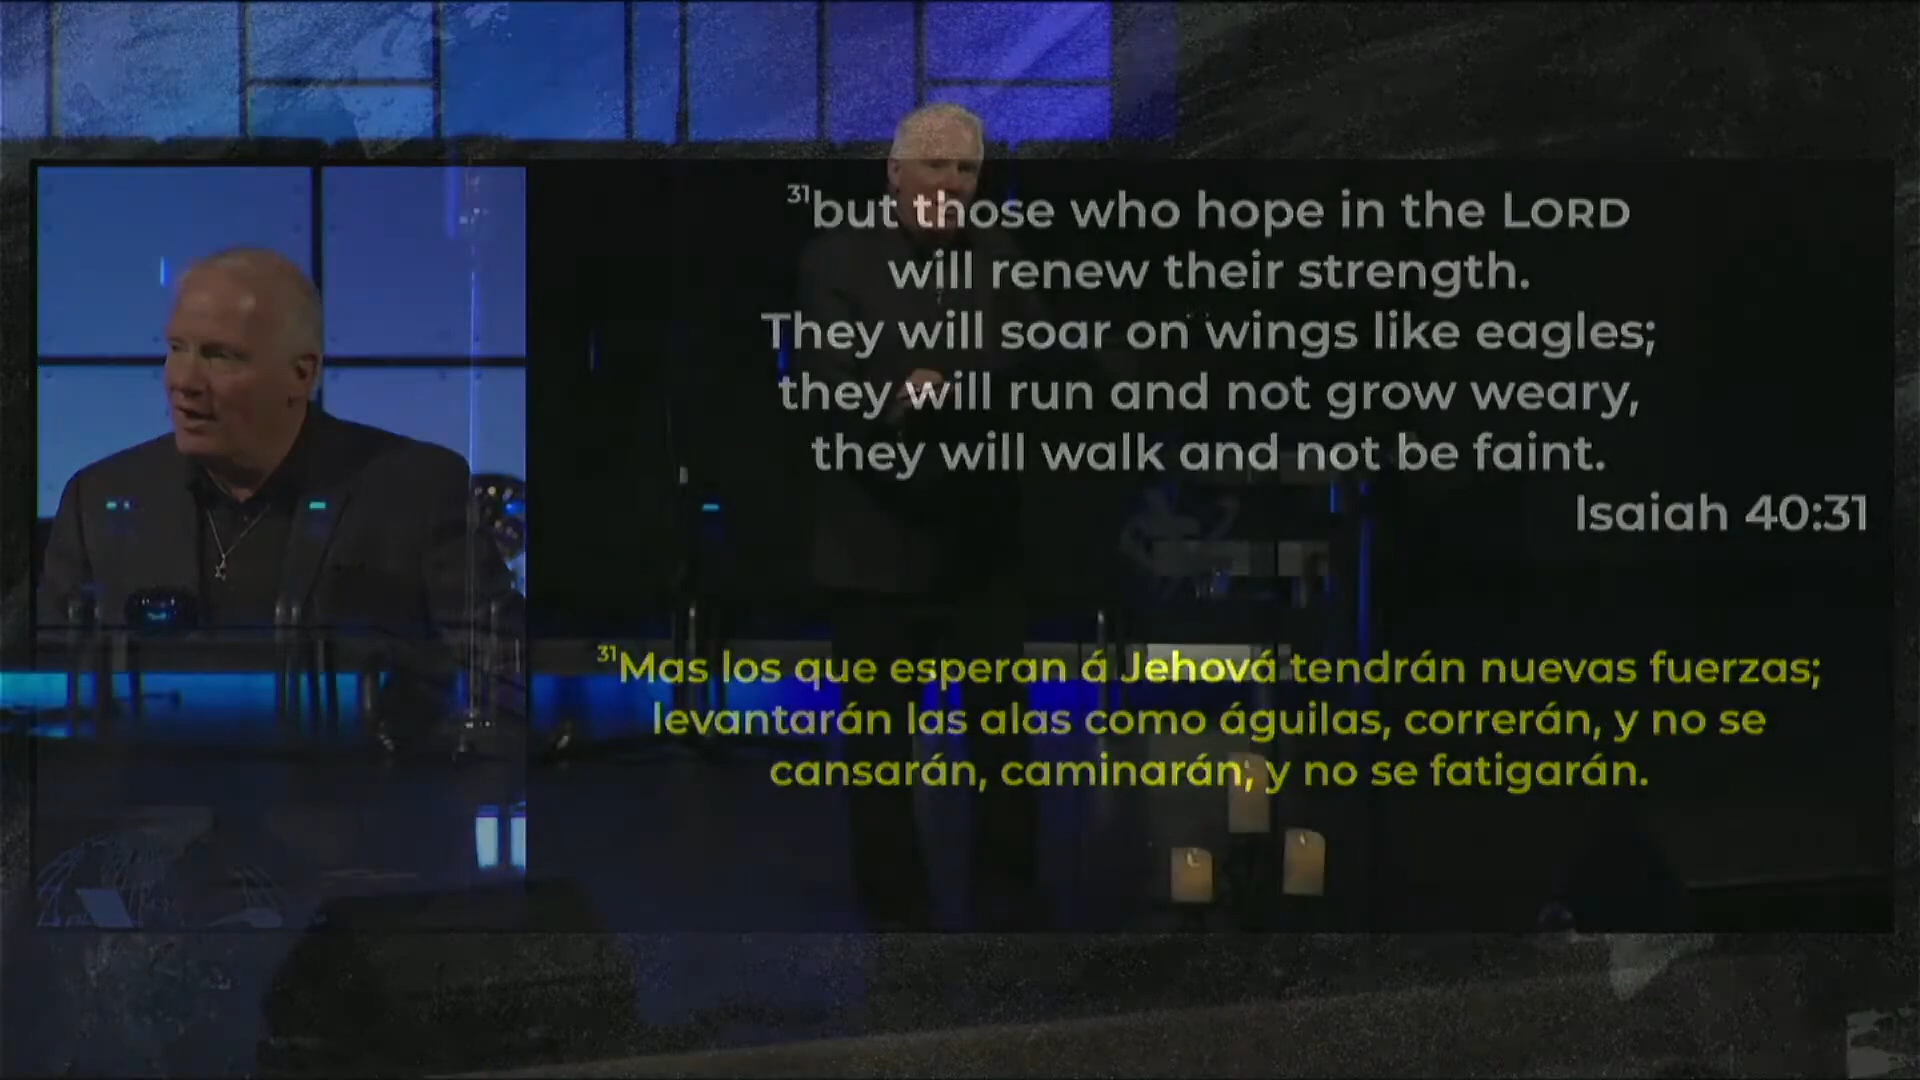 ³¹but those who hope in the LORD
will renew their strength.
They will soar on wings like eagles;
they will run and not grow weary,
they will walk and not be faint.
Isaiah 40:31
³¹Mas los que esperan á Jehová tendrán nuevas fuerzas;
levantarán las alas como águilas, correrán, y no se
cansarán, caminarán, y no se fatigarán.